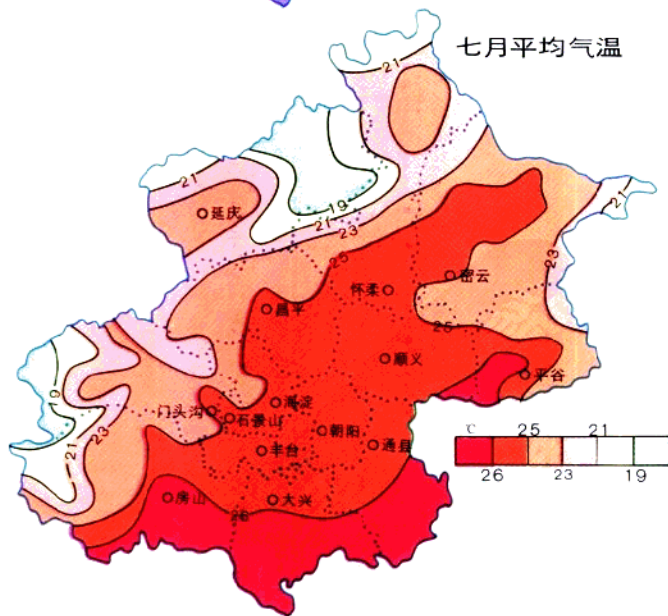 七月平均气温
21
21
19
21
23
延庆
21
23
25
怀柔
密云
昌平
25
顺义
平谷
19
21
23
门头沟
海淀
石景山
朝阳
丰台
通县
房山
大兴
26
℃ 25 21
26 23 19